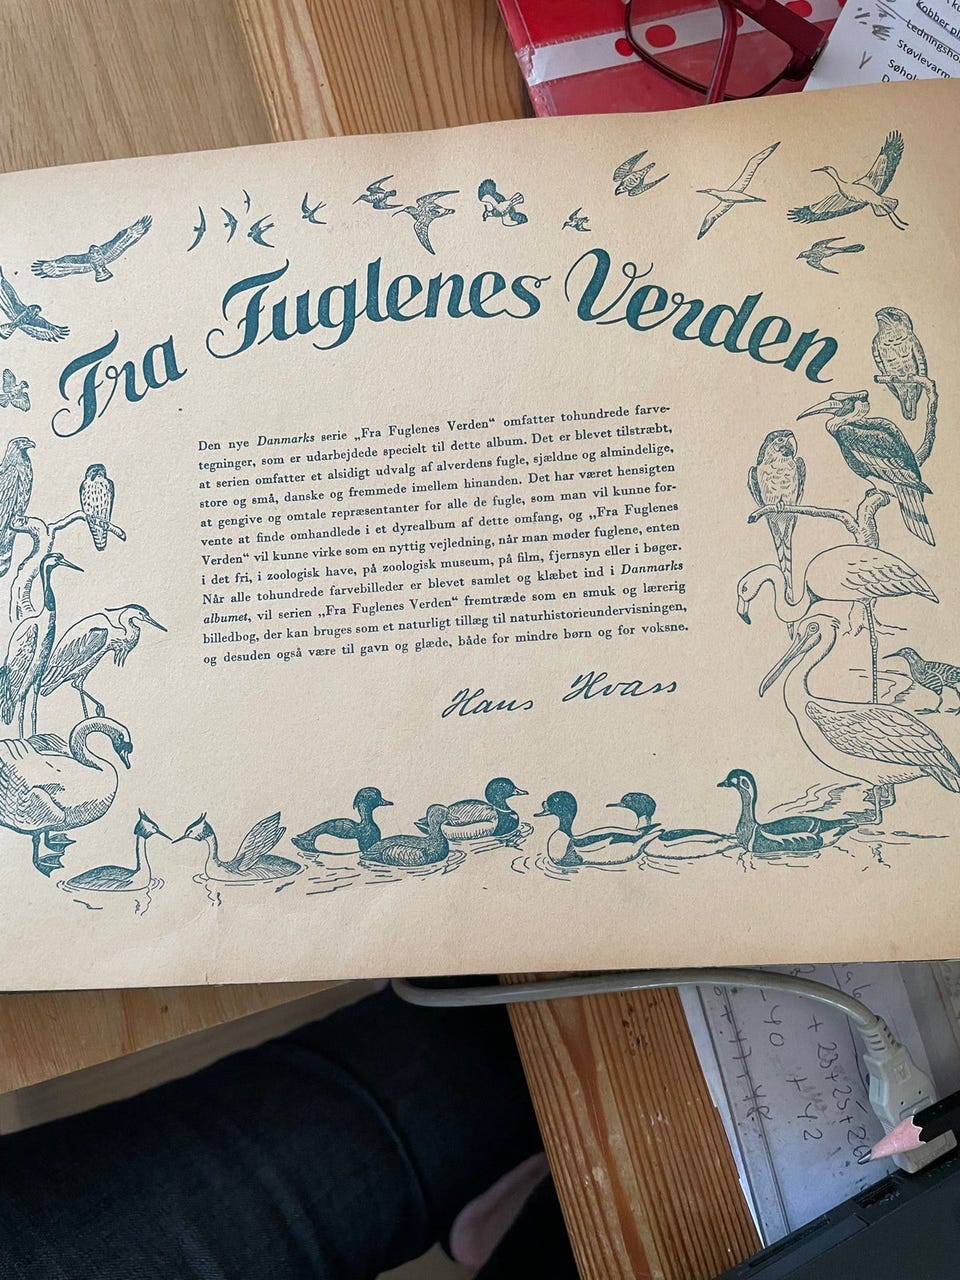 Kobber pl
Ledningsho
Støvlevarm
Søhol
Fra Fuglenes Verden
Den nye Danmarks serie „Fra Fuglenes Verden“ omfatter tohundrede farve-
tegninger, som er udarbejdede specielt til dette album. Det er blevet tilstræbt,
at serien omfatter et alsidigt udvalg af alverdens fugle, sjældne og almindelige,
store og små, danske og fremmede imellem hinanden. Det har været hensigten
at gengive og omtale repræsentanter for alle de fugle, som man vil kunne for-
vente at finde omhandlede i et dyrealbum af dette omfang, og „Fra Fuglenes
Verden“ vil kunne virke som en nyttig vejledning, når man møder fuglene, enten
i det fri, i zoologisk have, på zoologisk museum, på film, fjernsyn eller i bøger.
Når alle tohundrede farvebilleder er blevet samlet og klæbet ind i Danmarks
albumet, vil serien „Fra Fuglenes Verden“ fremtræde som en smuk og lærerig
billedbog, der kan bruges som et naturligt tillæg til naturhistorieundervisningen,
og desuden også være til gavn og glæde, både for mindre børn og for voksne.
Hans Hvass